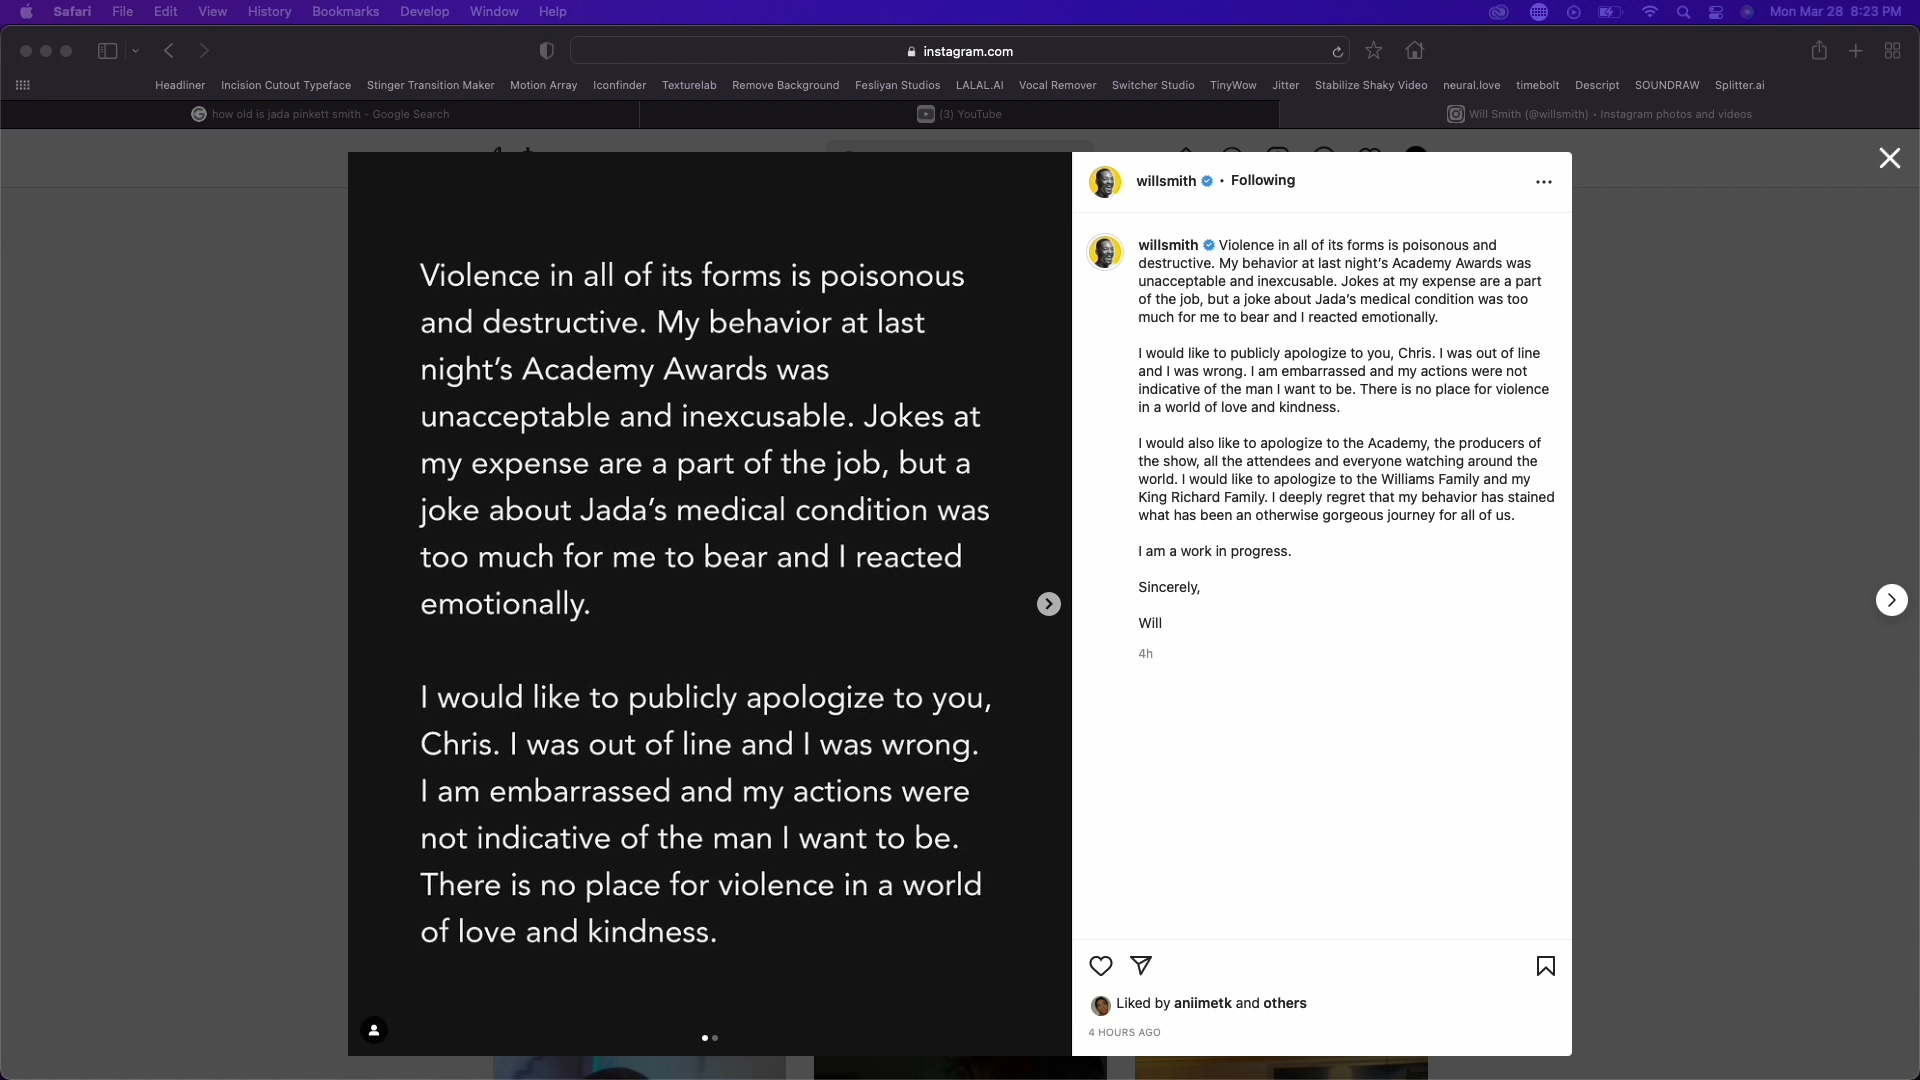 Safari File Edit View History Bookmarks Develop Window Help Mon Mar 28 8:23 PM
instagram.com
Headliner Incision Cutout Typeface Stinger Transition Maker Motion Array Iconfinder Texturelab Remove Background Fesliyan Studios LALAL.AI Vocal Remover Switcher Studio TinyWow Jitter Stabilize Shaky Video neural.love timebolt Descript SOUNDRAW Splitter.ai
how old is jada pinkett smith - Google Search
(3) YouTube
Will Smith (@willsmith) • Instagram photos and videos
Violence in all of its forms is poisonous
and destructive. My behavior at last
night’s Academy Awards was
unacceptable and inexcusable. Jokes at
my expense are a part of the job, but a
joke about Jada’s medical condition was
too much for me to bear and I reacted
emotionally.
I would like to publicly apologize to you,
Chris. I was out of line and I was wrong.
I am embarrassed and my actions were
not indicative of the man I want to be.
There is no place for violence in a world
of love and kindness.
willsmith • Following
willsmith Violence in all of its forms is poisonous and
destructive. My behavior at last night’s Academy Awards was
unacceptable and inexcusable. Jokes at my expense are a part
of the job, but a joke about Jada’s medical condition was too
much for me to bear and I reacted emotionally.
I would like to publicly apologize to you, Chris. I was out of line
and I was wrong. I am embarrassed and my actions were not
indicative of the man I want to be. There is no place for violence
in a world of love and kindness.
I would also like to apologize to the Academy, the producers of
the show, all the attendees and everyone watching around the
world. I would like to apologize to the Williams Family and my
King Richard Family. I deeply regret that my behavior has stained
what has been an otherwise gorgeous journey for all of us.
I am a work in progress.
Sincerely,
Will
4h
Liked by aniimetk and others
4 HOURS AGO